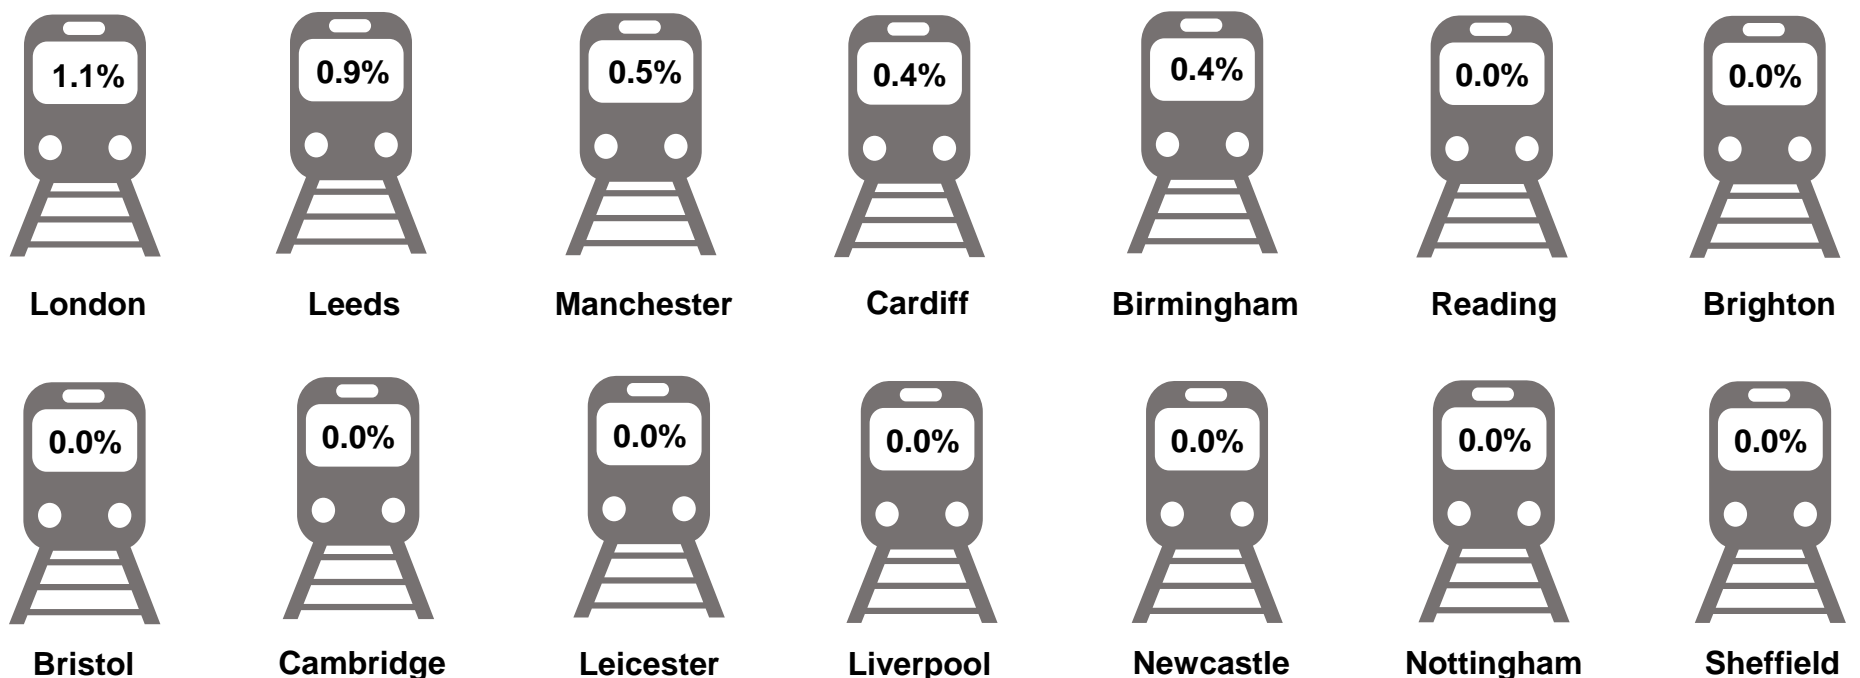 1.1% 0.9% 0.5% 0.4% 0.4% 0.0% 0.0%
London Leeds Manchester Cardiff Birmingham Reading Brighton
0.0% 0.0% 0.0% 0.0% 0.0% 0.0% 0.0%
Bristol Cambridge Leicester Liverpool Newcastle Nottingham Sheffield